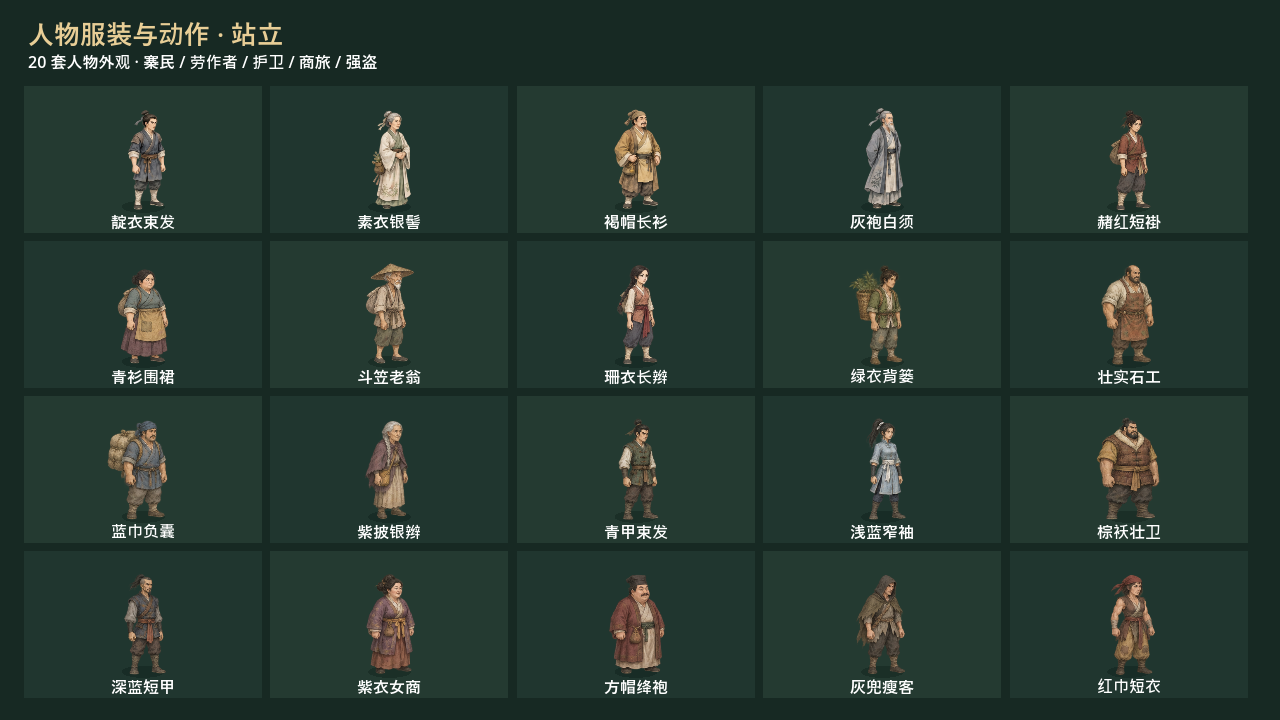 人物服装与动作 · 站立
20 套人物外观 · 寨民 / 劳作者 / 护卫 / 商旅 / 强盗
靛衣束发
素衣银髻
褐帽长衫
灰袍白须
赭红短褂
青衫围裙
斗笠老翁
珊衣长辫
绿衣背篓
壮实石工
蓝巾负囊
紫披银辫
青甲束发
浅蓝窄袖
棕袄壮卫
深蓝短甲
紫衣女商
方帽绛袍
灰兜瘦客
红巾短衣